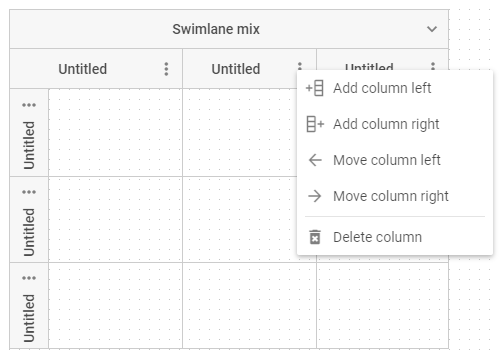 Swimlane mix
Untitled
Untitled
Untitled
Add column left
Add column right
Move column left
Move column right
Delete column
Untitled
Untitled
Untitled